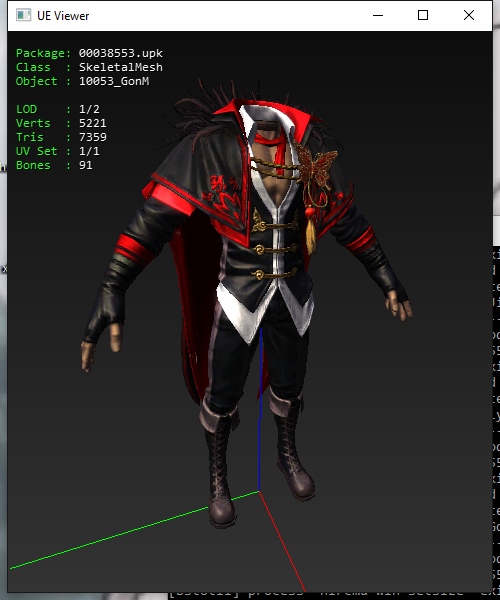 UE Viewer
Package: 00038553.upk
Class : SkeletalMesh
Object : 10053_GonM
LOD : 1/2
Verts : 5221
Tris : 7359
UV Set : 1/1
Bones : 91